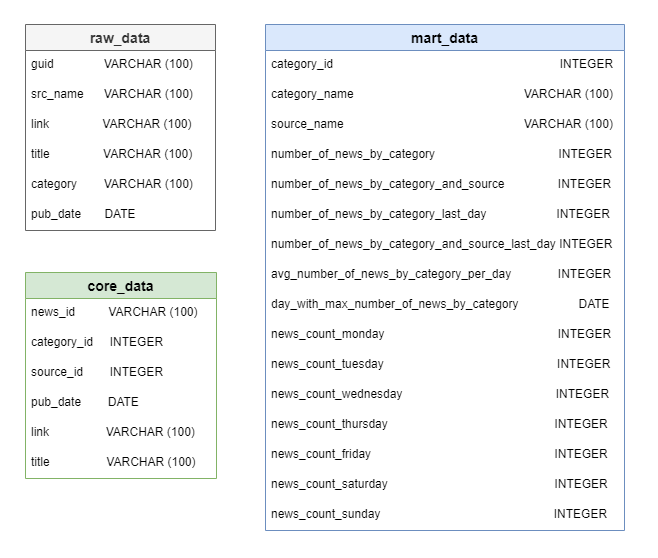 raw_data
guid VARCHAR (100)
src_name VARCHAR (100)
link VARCHAR (100)
title VARCHAR (100)
category VARCHAR (100)
pub_date DATE
core_data
news_id VARCHAR (100)
category_id INTEGER
source_id INTEGER
pub_date DATE
link VARCHAR (100)
title VARCHAR (100)
mart_data
category_id INTEGER
category_name VARCHAR (100)
source_name VARCHAR (100)
number_of_news_by_category INTEGER
number_of_news_by_category_and_source INTEGER
number_of_news_by_category_last_day INTEGER
number_of_news_by_category_and_source_last_day INTEGER
avg_number_of_news_by_category_per_day INTEGER
day_with_max_number_of_news_by_category DATE
news_count_monday INTEGER
news_count_tuesday INTEGER
news_count_wednesday INTEGER
news_count_thursday INTEGER
news_count_friday INTEGER
news_count_saturday INTEGER
news_count_sunday INTEGER